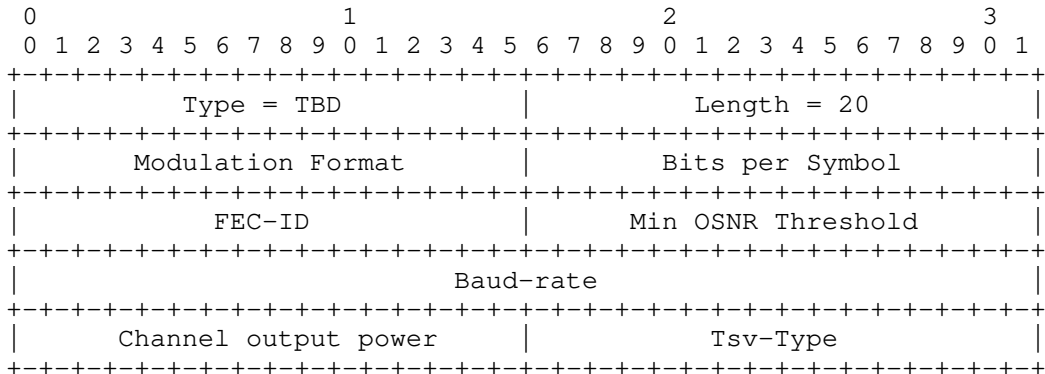 0                   1                   2                   3
0 1 2 3 4 5 6 7 8 9 0 1 2 3 4 5 6 7 8 9 0 1 2 3 4 5 6 7 8 9 0 1
+-+-+-+-+-+-+-+-+-+-+-+-+-+-+-+-+-+-+-+-+-+-+-+-+-+-+-+-+-+-+-+-+
| Type = TBD | Length = 20 |
+-+-+-+-+-+-+-+-+-+-+-+-+-+-+-+-+-+-+-+-+-+-+-+-+-+-+-+-+-+-+-+-+
| Modulation Format | Bits per Symbol |
+-+-+-+-+-+-+-+-+-+-+-+-+-+-+-+-+-+-+-+-+-+-+-+-+-+-+-+-+-+-+-+-+
| FEC-ID | Min OSNR Threshold |
+-+-+-+-+-+-+-+-+-+-+-+-+-+-+-+-+-+-+-+-+-+-+-+-+-+-+-+-+-+-+-+-+
| Baud-rate |
+-+-+-+-+-+-+-+-+-+-+-+-+-+-+-+-+-+-+-+-+-+-+-+-+-+-+-+-+-+-+-+-+
| Channel output power | Tsv-Type |
+-+-+-+-+-+-+-+-+-+-+-+-+-+-+-+-+-+-+-+-+-+-+-+-+-+-+-+-+-+-+-+-+